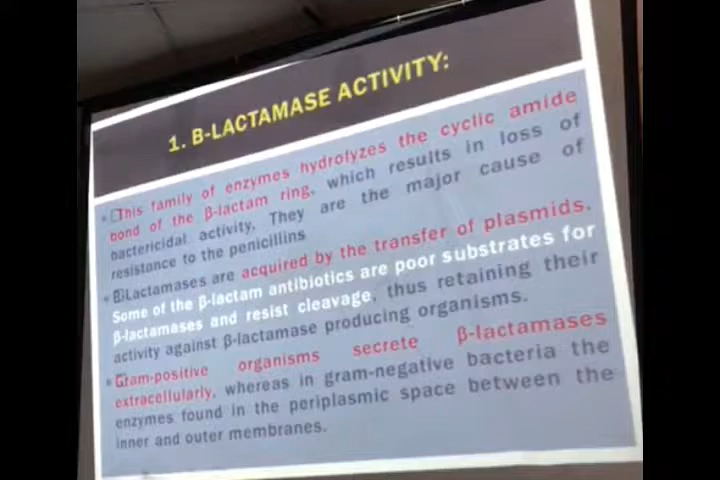 1. B-LACTAMASE ACTIVITY:
This family of enzymes hydrolyzes the cyclic amide
bond of the β-lactam ring, which results in loss of
bactericidal activity. They are the major cause of
resistance to the penicillins
Lactamases are acquired by the transfer of plasmids.
Some of the β-lactam antibiotics are poor substrates for
β-lactamases and resist cleavage, thus retaining their
activity against β-lactamase producing organisms.
Gram-positive organisms secrete β-lactamases
extracellularly, whereas in gram-negative bacteria the
enzymes found in the periplasmic space between the
inner and outer membranes.